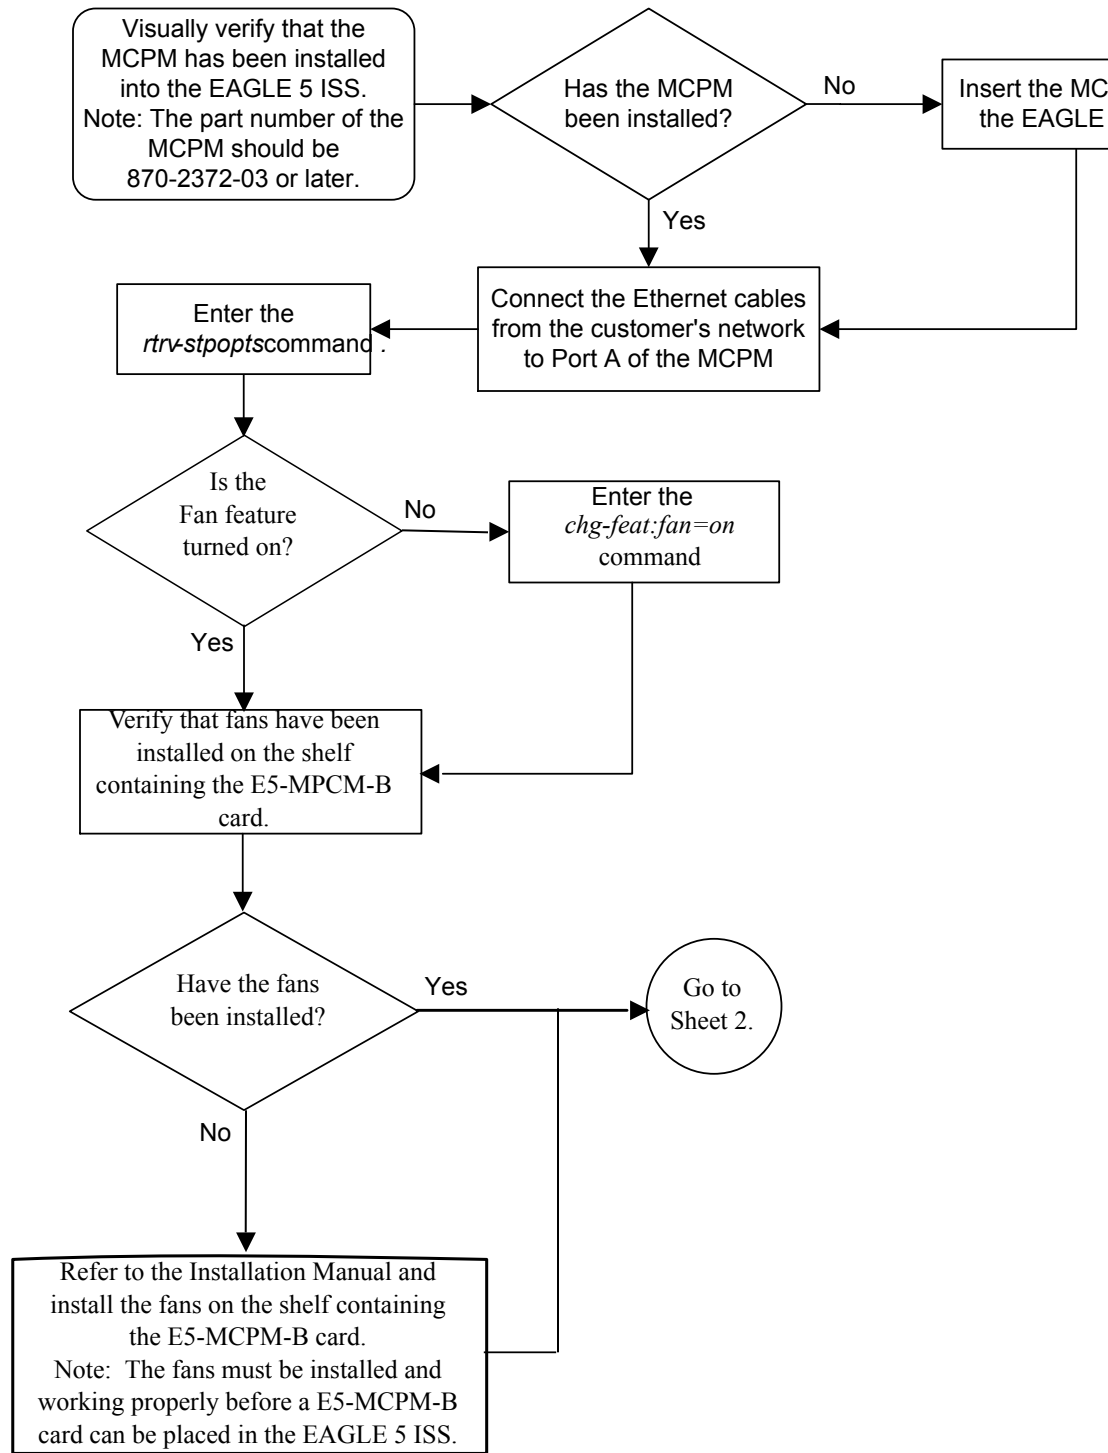 Visually verify that the
MCPM has been installed
into the EAGLE 5 ISS.
Note: The part number of the
MCPM should be
870-2372-03 or later.
Has the MCPM
been installed?
No
Insert the MC
the EAGLE
Yes
Connect the Ethernet cables
from the customer's network
to Port A of the MCPM
Enter the
rtrv-stpoptscommand .
Is the
Fan feature
turned on?
No
Enter the
chg-feat:fan=on
command
Yes
Verify that fans have been
installed on the shelf
containing the E5-MPCM-B
card.
Have the fans
been installed?
Yes
Go to
Sheet 2.
No
Refer to the Installation Manual and
install the fans on the shelf containing
the E5-MCPM-B card.
Note: The fans must be installed and
working properly before a E5-MCPM-B
card can be placed in the EAGLE 5 ISS.